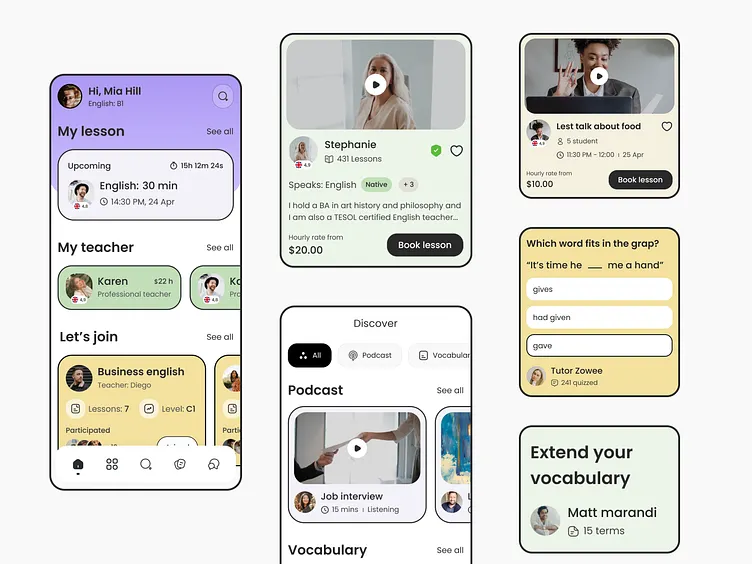 Hi, Mia Hill
English: B1
My lesson
See all
Upcoming
15h 12m 24s
English: 30 min
4,8
14:30 PM, 24 Apr
My teacher
See all
Karen
$22 h
Professional teacher
4,9
4,8
Let's join
See all
Business english
Teacher: Diego
Lessons: 7
Level: C1
Participated
Stephanie
4,9
431 Lessons
Speaks: English
Native
+ 3
I hold a BA in art history and philosophy and
I am also a TESOL certified English teacher...
Hourly rate from
$20.00
Book lesson
Discover
All
Podcast
Vocabular
Podcast
See all
Job interview
15 mins
Listening
Vocabulary
See all
Lest talk about food
4,9
5 student
11:30 PM - 12:00
25 Apr
Hourly rate from
$10.00
Book lesson
Which word fits in the grap?
“It's time he ___ me a hand”
gives
had given
gave
Tutor Zowee
241 quizzed
Extend your
vocabulary
Matt marandi
15 terms